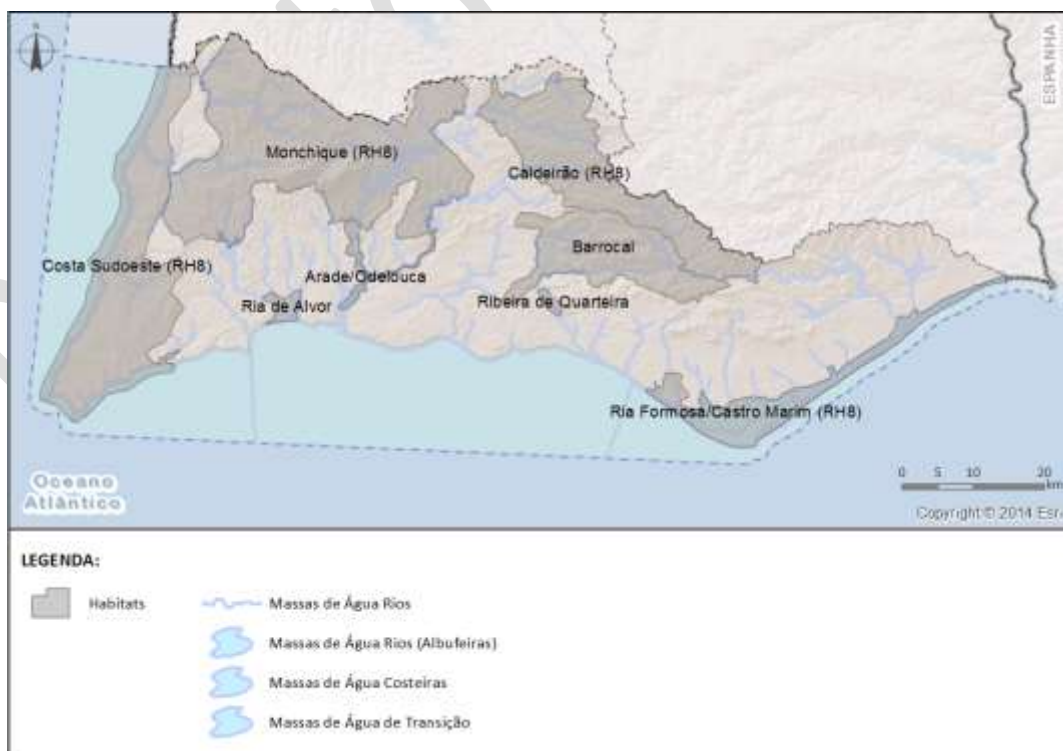 N
ESPANHA
Monchique (RH8)
Caldeirão (RH8)
Barrocal
Costa Sudoeste (RH8)
Arade/Odelouca
Ria de Alvor
Ribeira de Quarteira
Ria Formosa/Castro Marim (RH8)
Oceano
Atlântico
0 5 10 20
km
Copyright © 2014 Esri
LEGENDA:
Habitats
Massas de Água Rios
Massas de Água Rios (Albufeiras)
Massas de Água Costeiras
Massas de Água de Transição